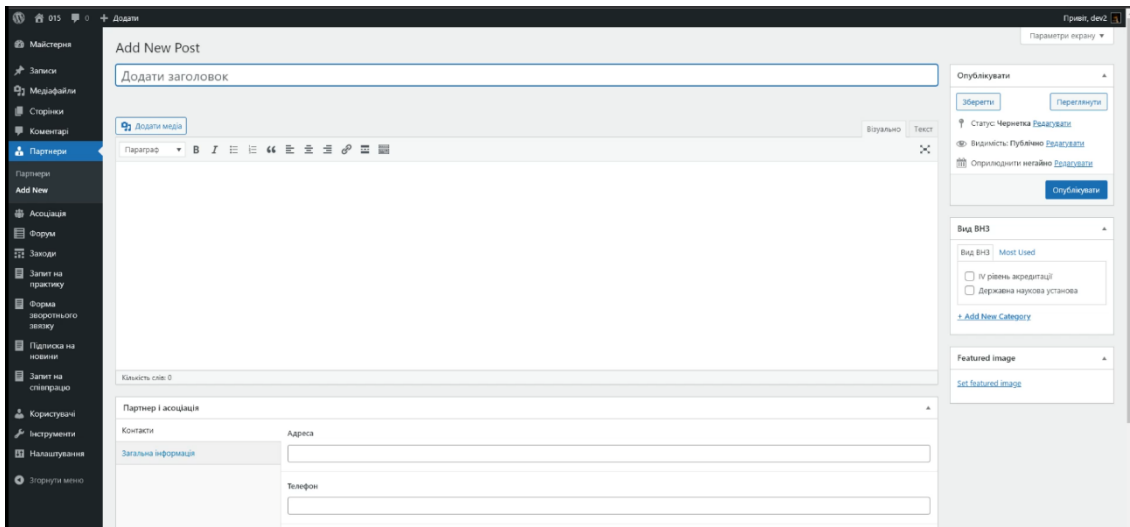 015 0 + Додати
Привіт, dev2
Майстерня
Записи
Медіафайли
Сторінки
Коментарі
Партнери
Партнери
Add New
Асоціація
Форум
Заходи
Запит на
практику
Форма
зворотнього
звязку
Підписка на
новини
Запит на
співпрацю
Користувачі
Інструменти
Налаштування
Згорнути меню
Параметри екрану
Add New Post
Додати заголовок
Додати медіа
Візуально Текст
Параграф B I
Кількість слів: 0
Партнер і асоціація
Контакти
Загальна інформація
Адреса
Телефон
Опублікувати
Зберегти Переглянути
Статус: Чернетка Редагувати
Видимість: Публічно Редагувати
Оприлюднити негайно Редагувати
Опублікувати
Вид ВНЗ
Вид ВНЗ Most Used
IV рівень акредитації
Державна наукова установа
+ Add New Category
Featured image
Set featured image